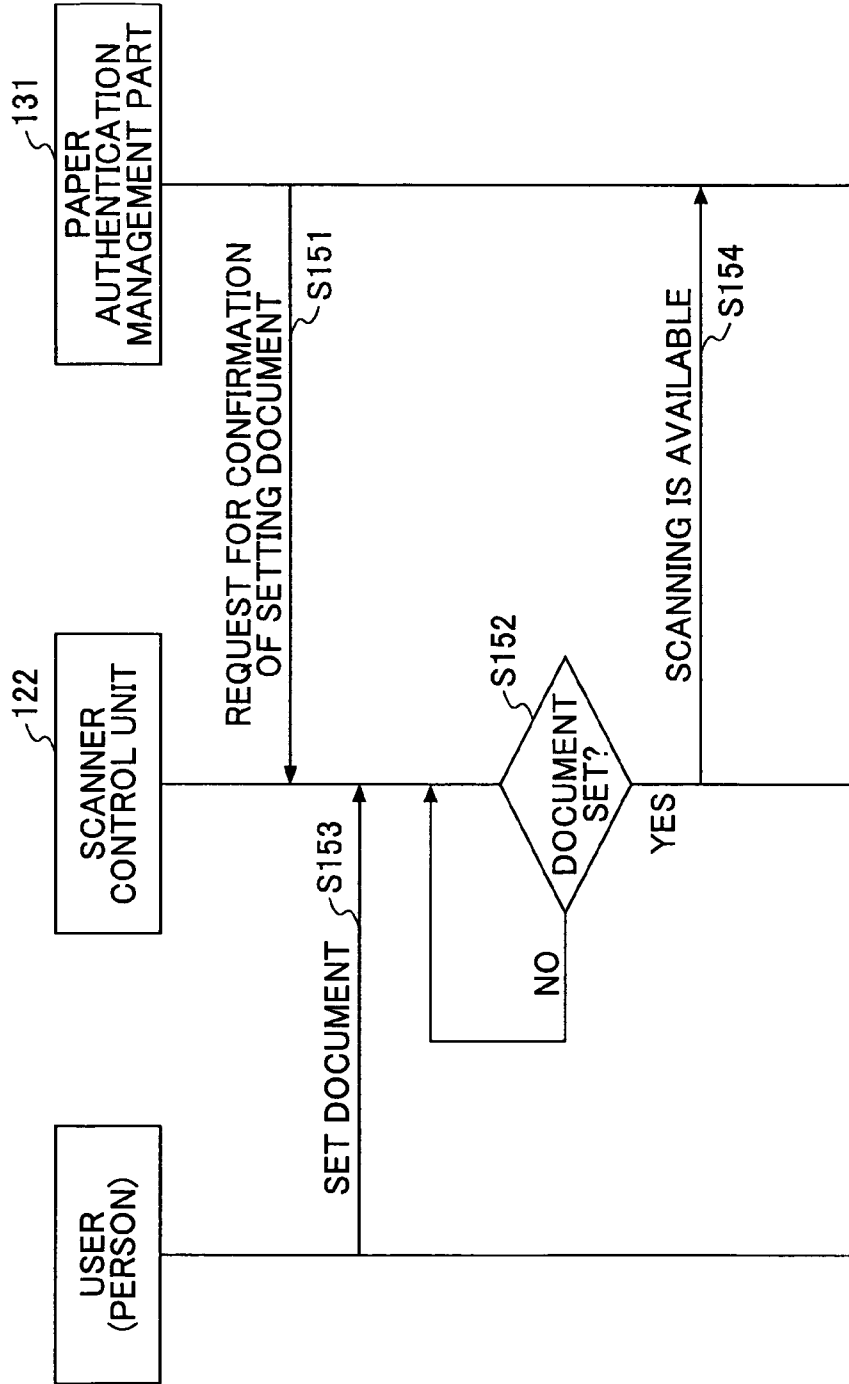 USER
(PERSON)
122
SCANNER
CONTROL UNIT
131
PAPER
AUTHENTICATION
MANAGEMENT PART
REQUEST FOR CONFIRMATION
OF SETTING DOCUMENT
S151
SET DOCUMENT
S153
S152
DOCUMENT
SET?
NO
YES
SCANNING IS AVAILABLE
S154